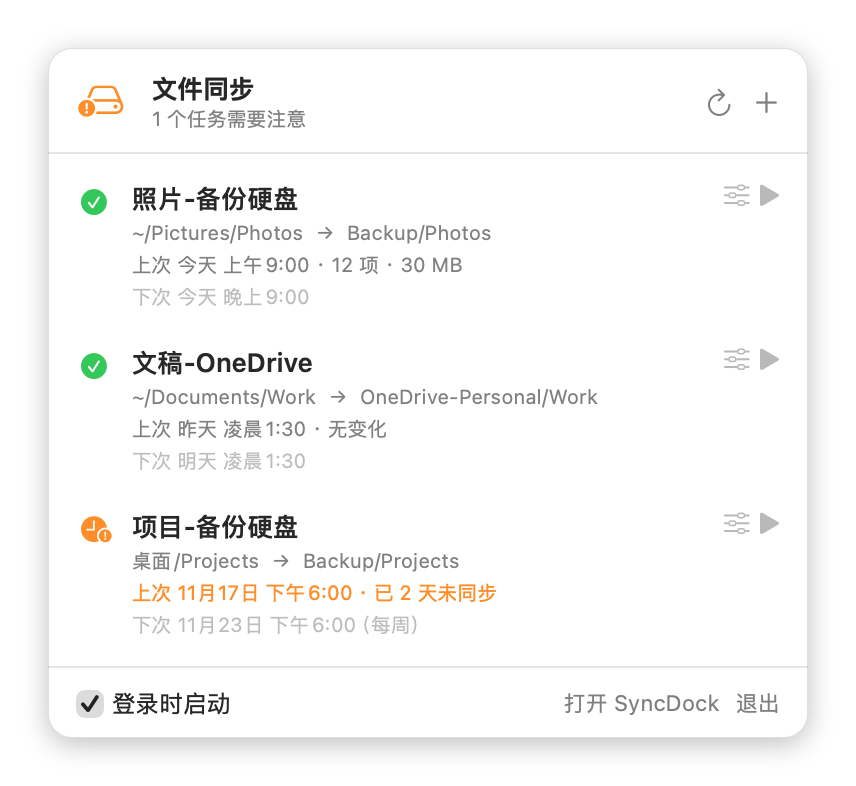 文件同步
1 个任务需要注意
照片-备份硬盘
~/Pictures/Photos → Backup/Photos
上次 今天 上午9:00 · 12 项 · 30 MB
下次 今天 晚上9:00
文稿-OneDrive
~/Documents/Work → OneDrive-Personal/Work
上次 昨天 凌晨1:30 · 无变化
下次 明天 凌晨1:30
项目-备份硬盘
桌面/Projects → Backup/Projects
上次 11月17日 下午6:00 · 已 2 天未同步
下次 11月23日 下午6:00 (每周)
登录时启动
打开 SyncDock 退出